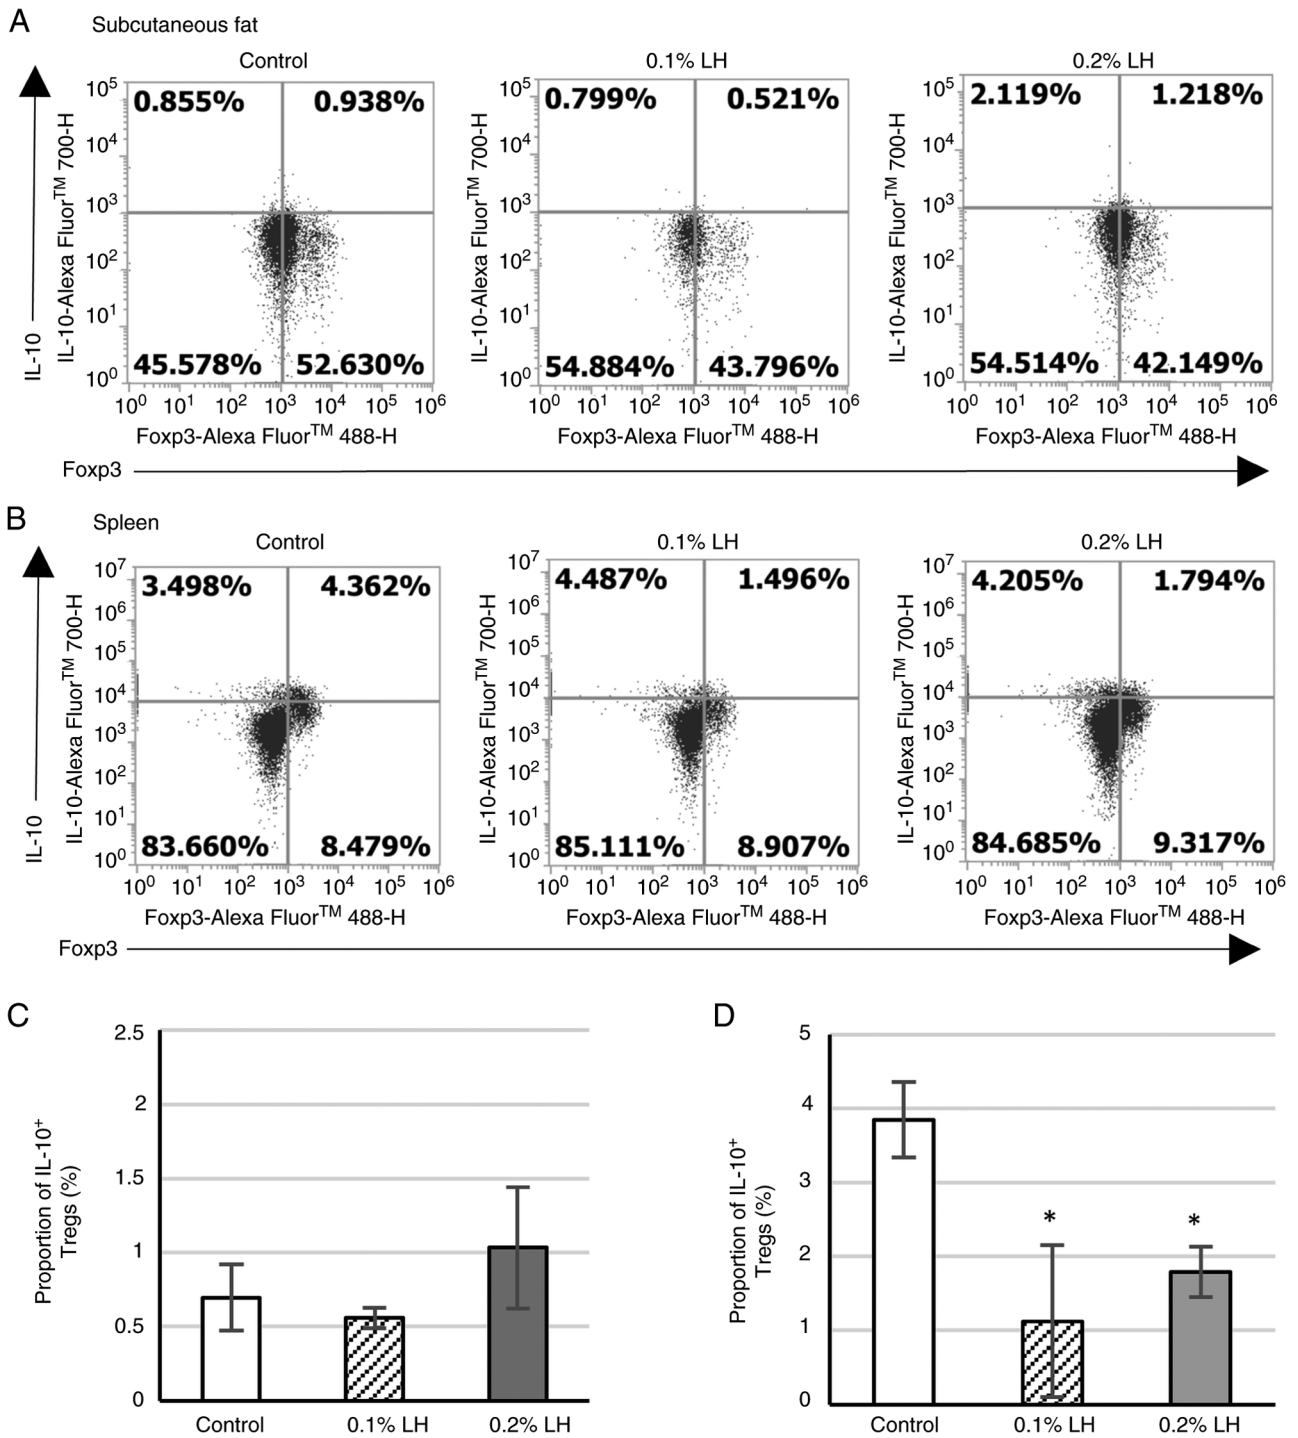 A
Subcutaneous fat
Control
0.1% LH
0.2% LH
IL-10
IL-10-Alexa Fluor™ 700-H
10⁵
10⁴
10³
10²
10¹
10⁰
0.855%
0.938%
45.578%
52.630%
10⁰ 10¹ 10² 10³ 10⁴ 10⁵ 10⁶
Foxp3-Alexa Fluor™ 488-H
IL-10-Alexa Fluor™ 700-H
10⁵
10⁴
10³
10²
10¹
10⁰
0.799%
0.521%
54.884%
43.796%
10⁰ 10¹ 10² 10³ 10⁴ 10⁵ 10⁶
Foxp3-Alexa Fluor™ 488-H
IL-10-Alexa Fluor™ 700-H
10⁵
10⁴
10³
10²
10¹
10⁰
2.119%
1.218%
54.514%
42.149%
10⁰ 10¹ 10² 10³ 10⁴ 10⁵ 10⁶
Foxp3-Alexa Fluor™ 488-H
Foxp3
B
Spleen
Control
0.1% LH
0.2% LH
IL-10
IL-10-Alexa Fluor™ 700-H
10⁷
10⁶
10⁵
10⁴
10³
10²
10¹
10⁰
3.498%
4.362%
83.660%
8.479%
10⁰ 10¹ 10² 10³ 10⁴ 10⁵ 10⁶
Foxp3-Alexa Fluor™ 488-H
IL-10-Alexa Fluor™ 700-H
10⁷
10⁶
10⁵
10⁴
10³
10²
10¹
10⁰
4.487%
1.496%
85.111%
8.907%
10⁰ 10¹ 10² 10³ 10⁴ 10⁵ 10⁶
Foxp3-Alexa Fluor™ 488-H
IL-10-Alexa Fluor™ 700-H
10⁷
10⁶
10⁵
10⁴
10³
10²
10¹
10⁰
4.205%
1.794%
84.685%
9.317%
10⁰ 10¹ 10² 10³ 10⁴ 10⁵ 10⁶
Foxp3-Alexa Fluor™ 488-H
Foxp3
C
Proportion of IL-10⁺
Tregs (%)
2.5
2
1.5
1
0.5
0
Control
0.1% LH
0.2% LH
D
Proportion of IL-10⁺
Tregs (%)
5
4
3
2
1
0
*
*
Control
0.1% LH
0.2% LH